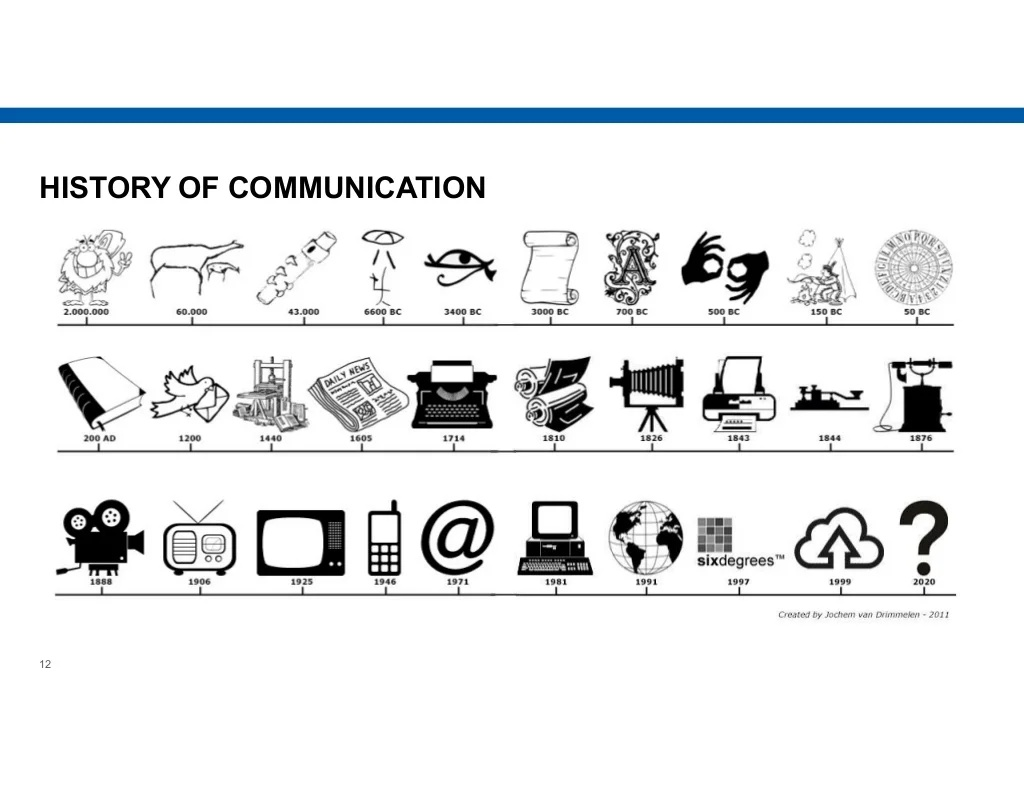 HISTORY OF COMMUNICATION
2.000.000 60.000 43.000 6600 BC 3400 BC 3000 BC 700 BC 500 BC 150 BC 50 BC
DAILY NEWS
200 AD 1200 1440 1605 1714 1810 1826 1843 1844 1876
@
sixdegrees™
?
1888 1906 1925 1946 1971 1981 1991 1997 1999 2020
Created by Jochem van Drimmelen - 2011
12